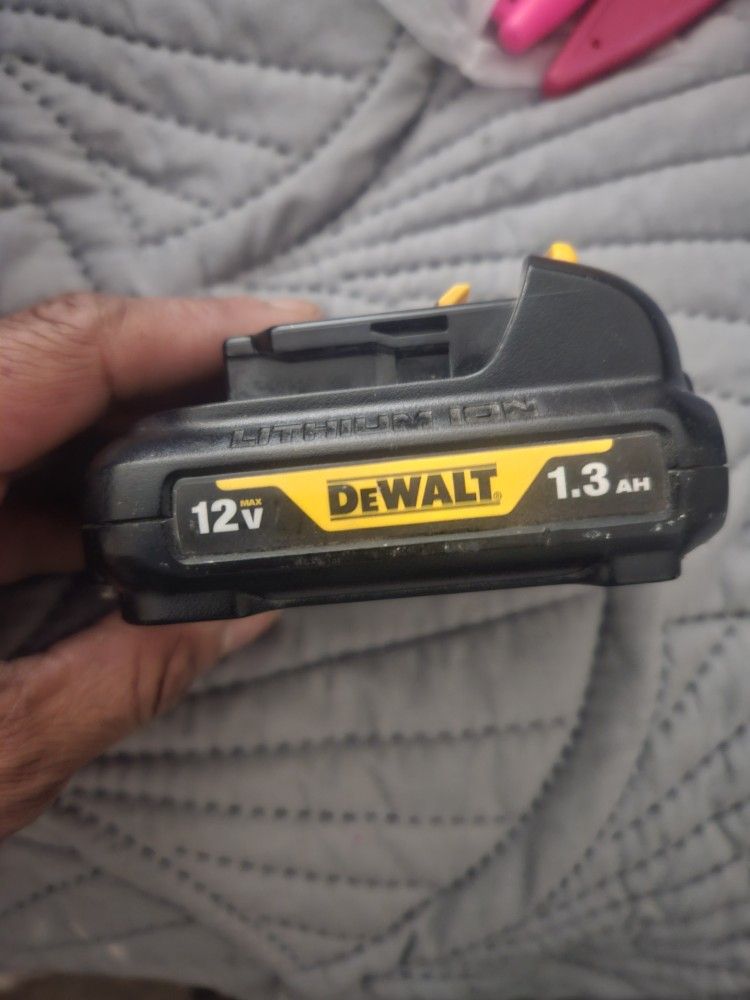 LITHIUM ION
12V MAX
DEWALT®
1.3 AH